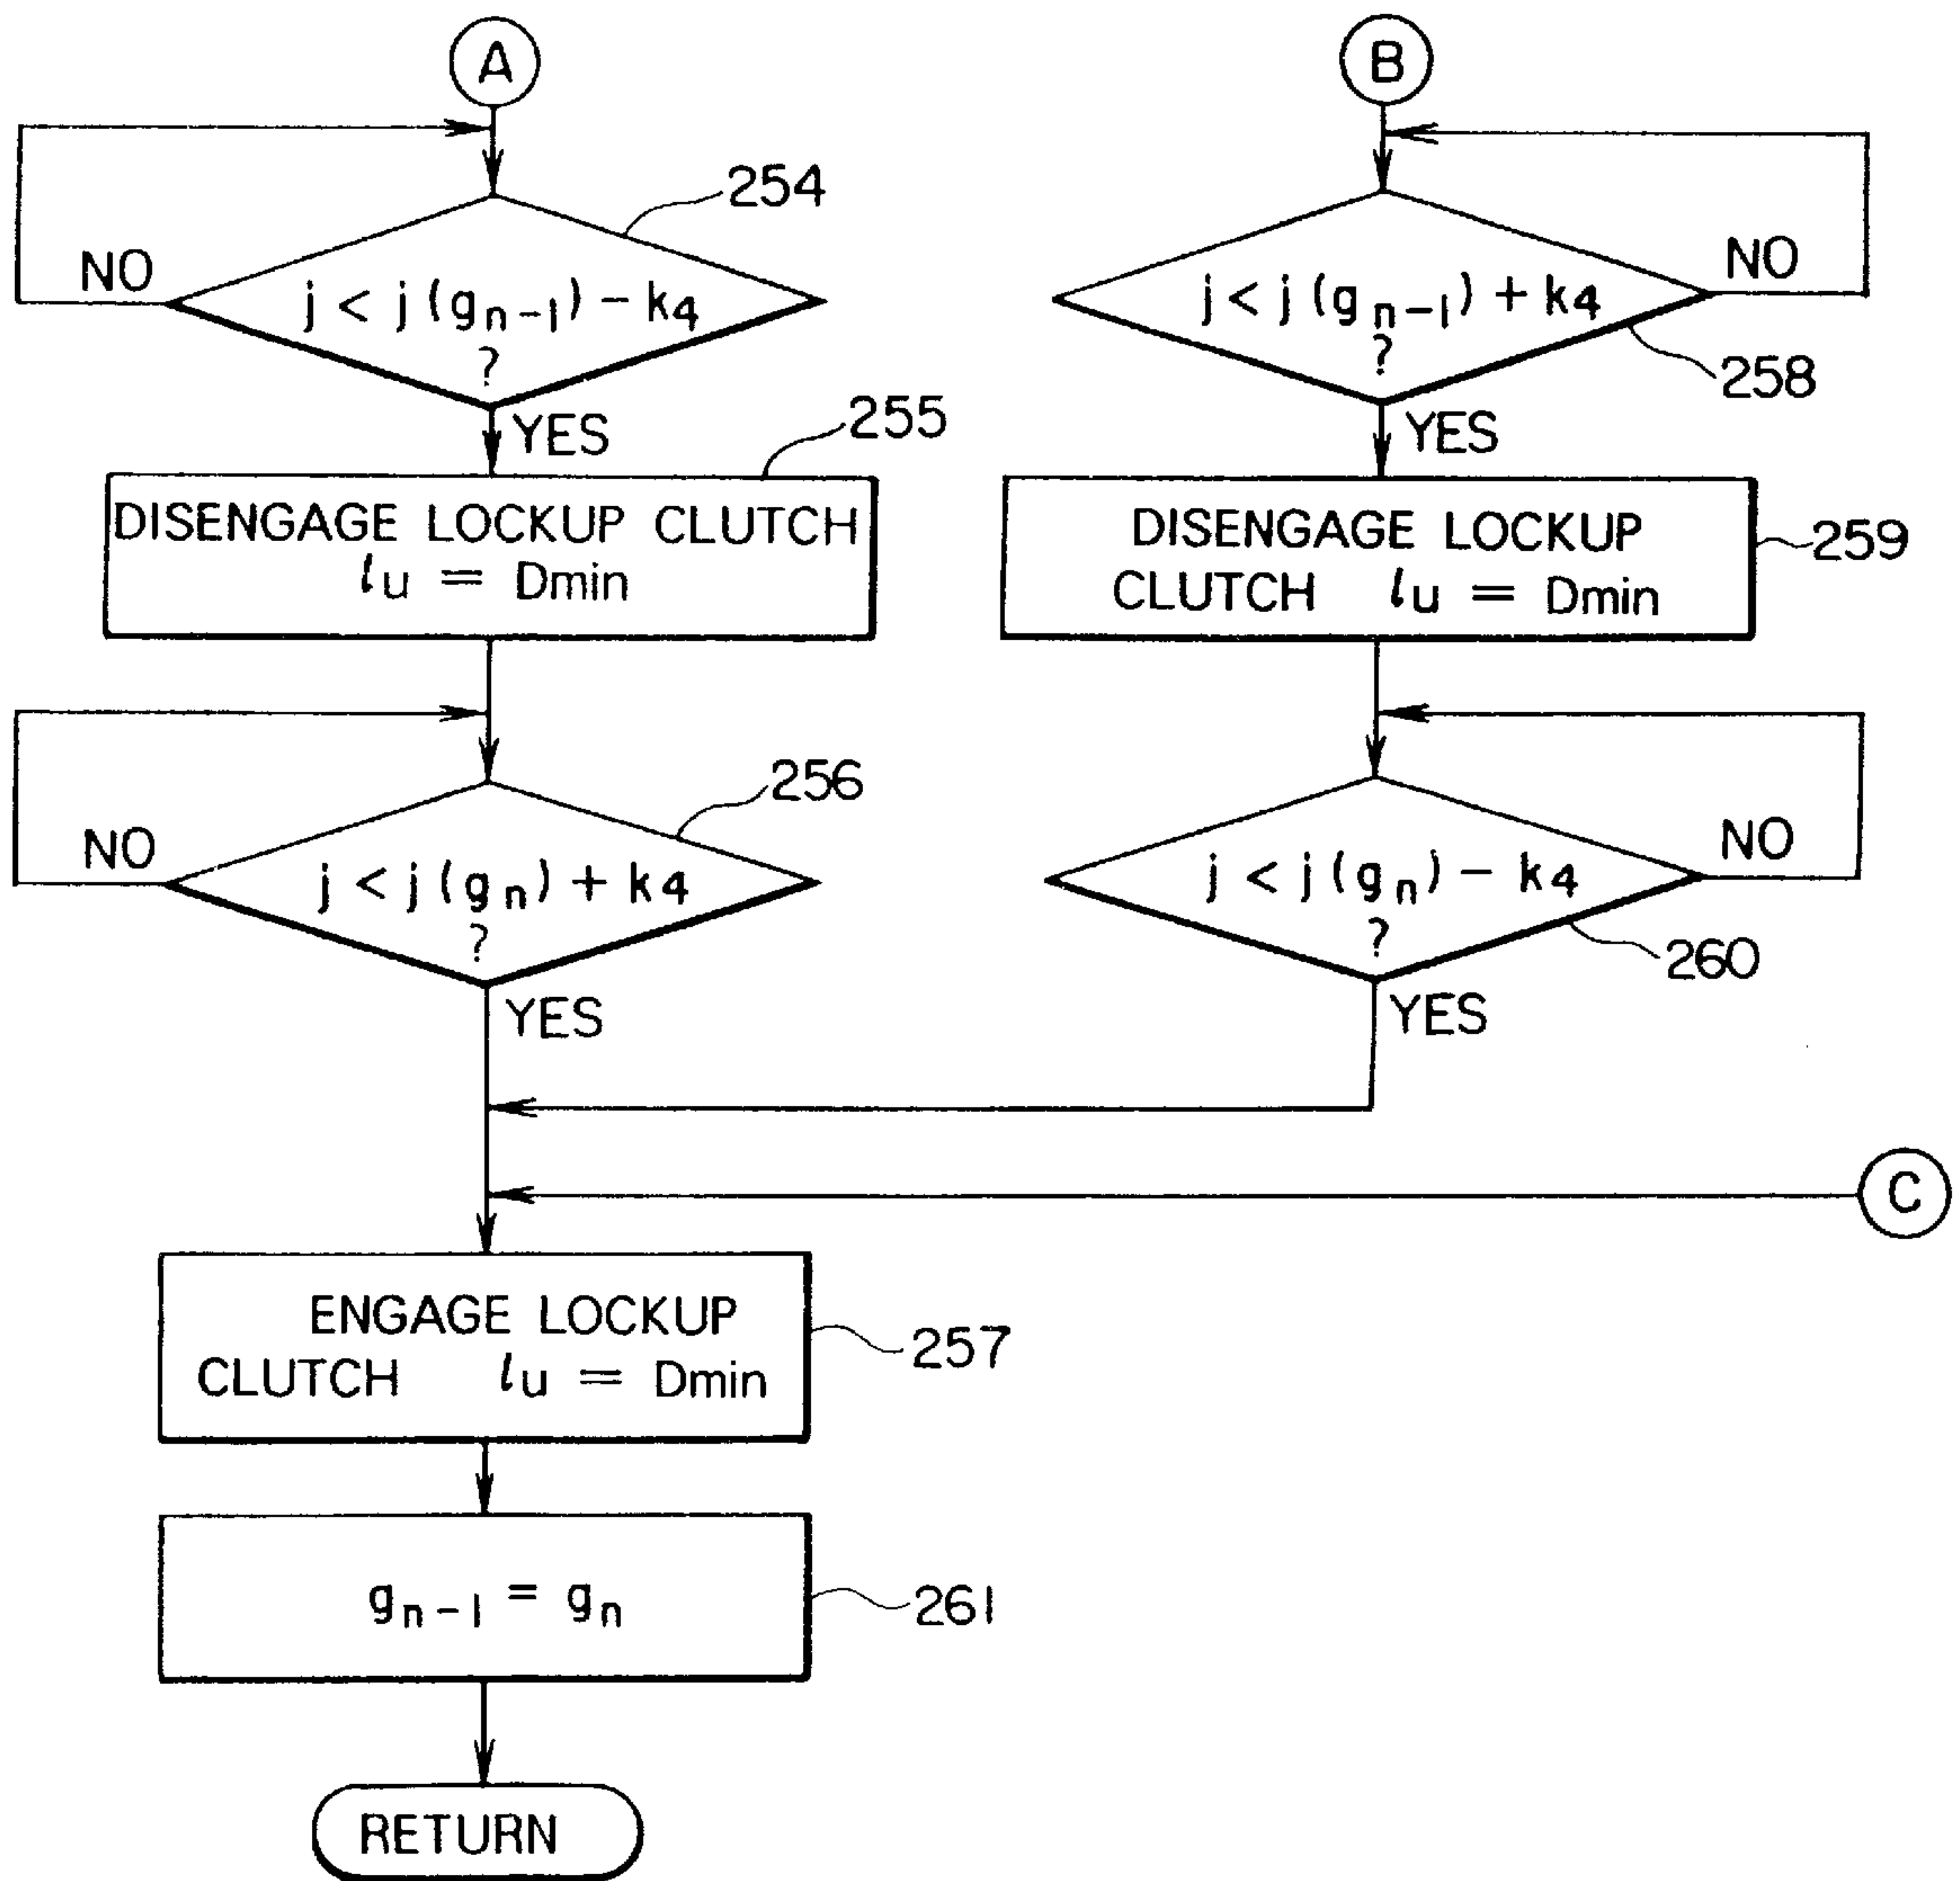 A
B
254
NO
j < j(gn-1) - k4
?
YES
NO
j < j(gn-1) + k4
?
258
YES
255
DISENGAGE LOCKUP CLUTCH
lu = Dmin
DISENGAGE LOCKUP
CLUTCH lu = Dmin
259
256
NO
j < j(gn) + k4
?
YES
NO
j < j(gn) - k4
?
260
YES
C
ENGAGE LOCKUP
CLUTCH lu = Dmin
257
gn-1 = gn
261
RETURN